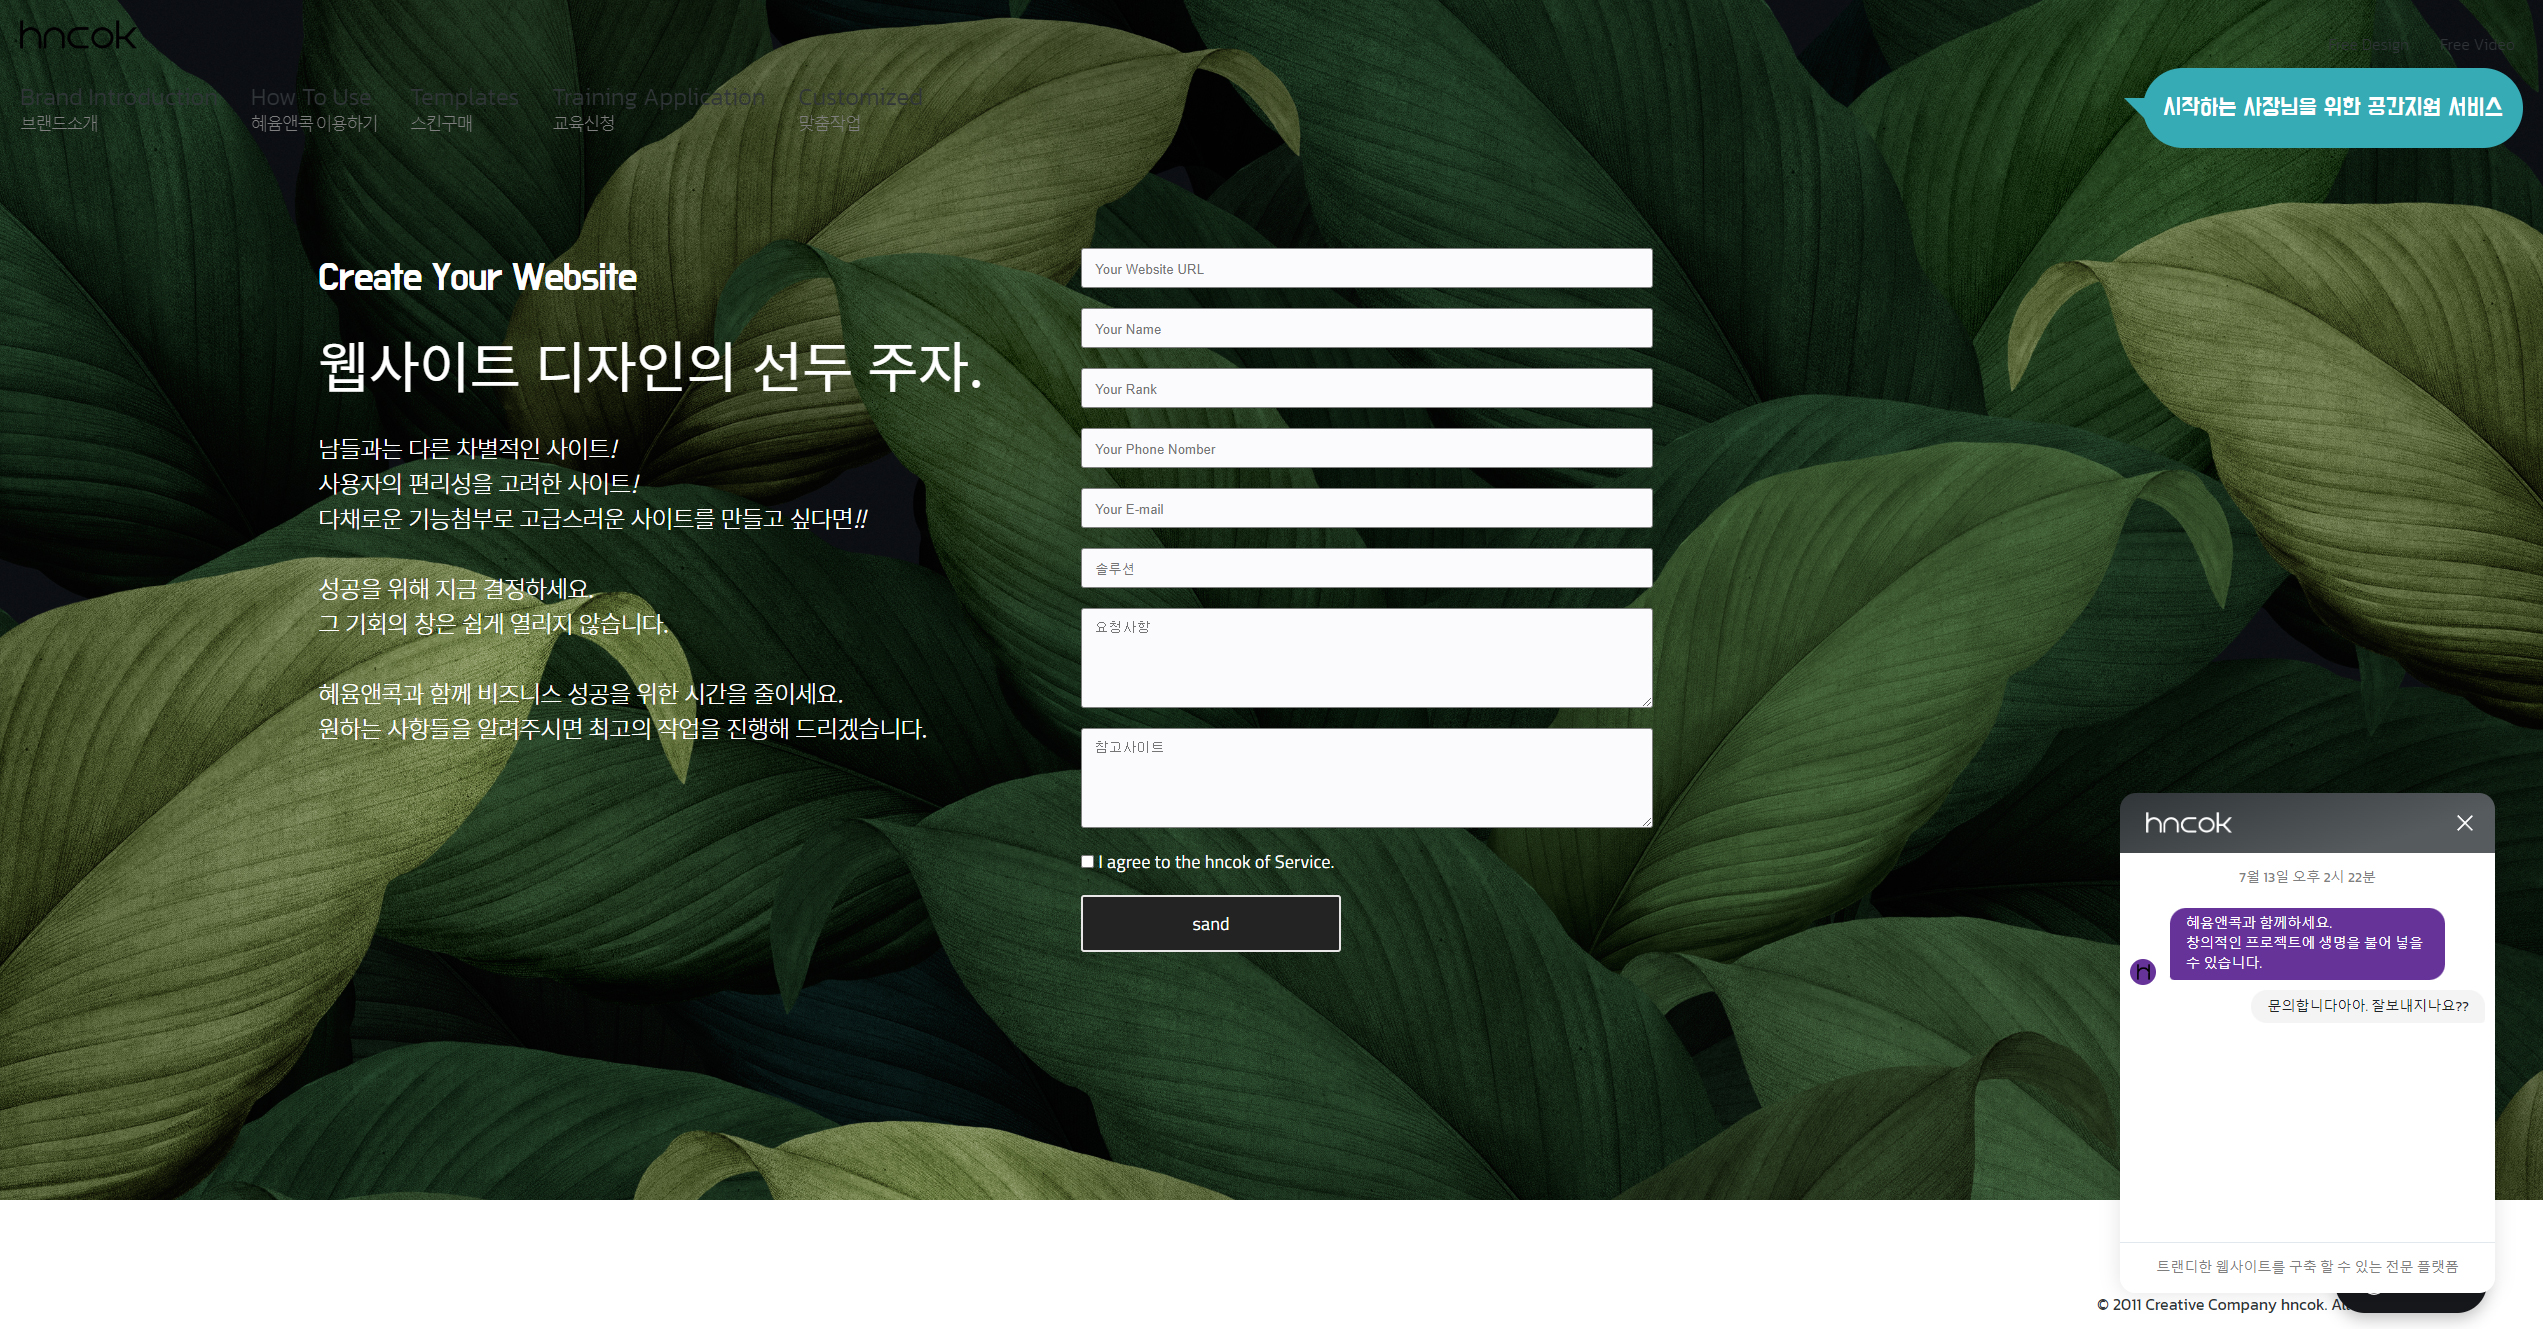 hncok
Design
Free Video
Brand Introduction
브랜드소개
How To Use
혜윰앤콕 이용하기
Templates
스킨구매
Training Application
교육신청
Customized
맞춤작업
시작하는 사장님을 위한 공간지원 서비스
Create Your Website
웹사이트 디자인의 선두 주자.
남들과는 다른 차별적인 사이트!
사용자의 편리성을 고려한 사이트!
다채로운 기능첨부로 고급스러운 사이트를 만들고 싶다면!!
성공을 위해 지금 결정하세요.
그 기회의 창은 쉽게 열리지 않습니다.
혜윰앤콕과 함께 비즈니스 성공을 위한 시간을 줄이세요.
원하는 사항들을 알려주시면 최고의 작업을 진행해 드리겠습니다.
Your Website URL
Your Name
Your Rank
Your Phone Nomber
Your E-mail
솔루션
요청사항
참고사이트
I agree to the hncok of Service.
sand
hncok
7월 13일 오후 2시 22분
혜윰앤콕과 함께하세요.
창의적인 프로젝트에 생명을 불어 넣을
수 있습니다.
문의합니다아아. 잘보내지나요??
트랜디한 웹사이트를 구축 할 수 있는 전문 플랫폼
© 2011 Creative Company hncok.